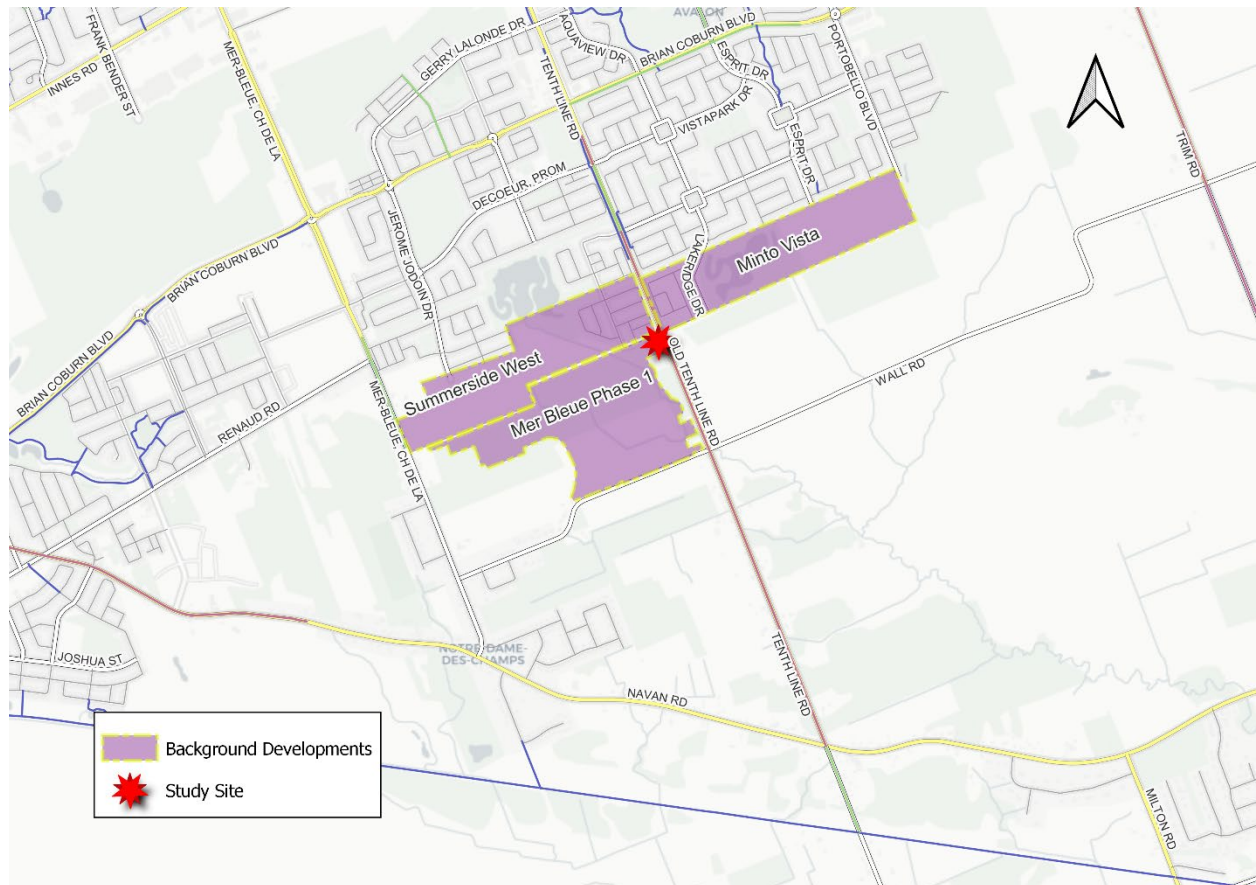 AVALON
FRANK BENDER ST
INNES RD
MER-BLEUE, CH DE LA
GERRY LALONDE DR
TENTH LINE RD
AQUAVIEW DR
ESPRIT DR
BRIAN COBURN BLVD
PORTOBELLO BLVD
VISTAPARK DR
ESPRIT DR
TRIM RD
DECOEUR, PROM
JEROME JODOIN DR
LAKERIDGE DR
Minto Vista
BRIAN COBURN BLVD
BRIAN COBURN BLVD
RENAUD RD
MER-BLEUE, CH DE LA
Summerside West
Mer Bleue Phase 1
OLD TENTH LINE RD
WALL RD
TENTH LINE RD
NOTRE-DAME-
DES-CHAMPS
JOSHUA ST
NAVAN RD
MILTON RD
Background Developments
Study Site